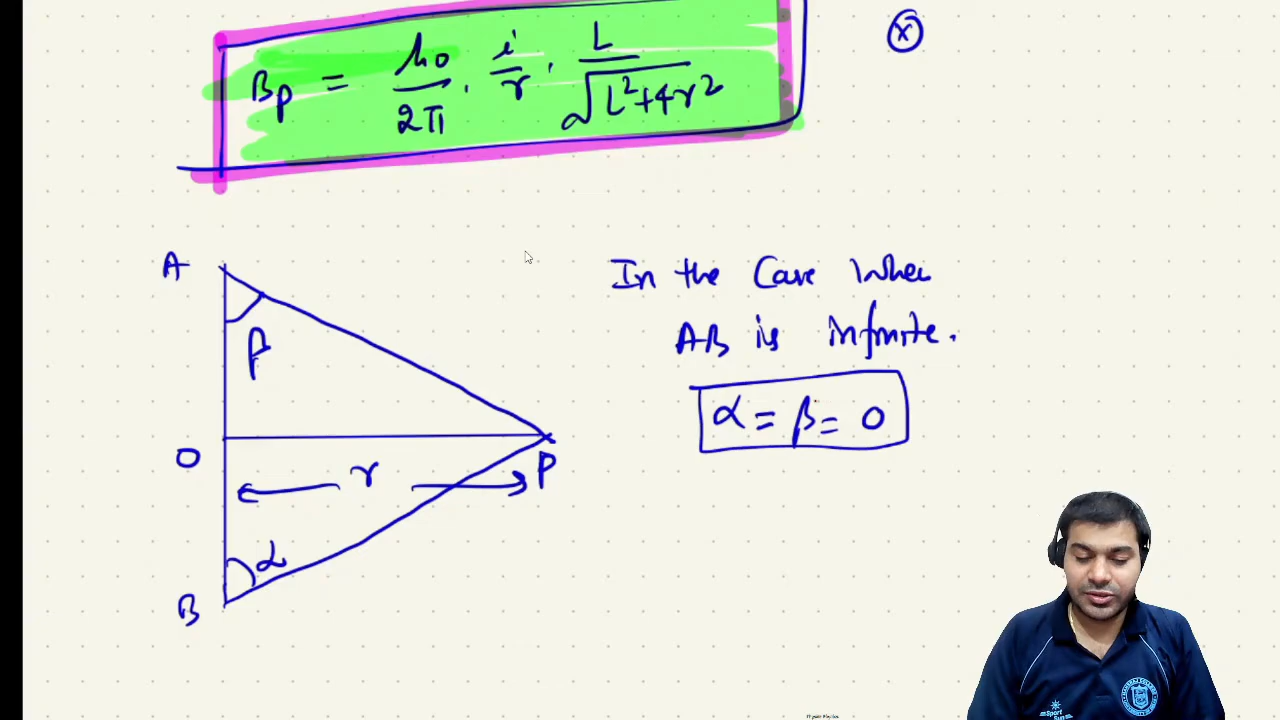 Bp = μ0/2π · i/r · L/√(L²+4r²)
A
β
O
r
P
α
B
In the Case When
AB is infinite.
α = β = 0